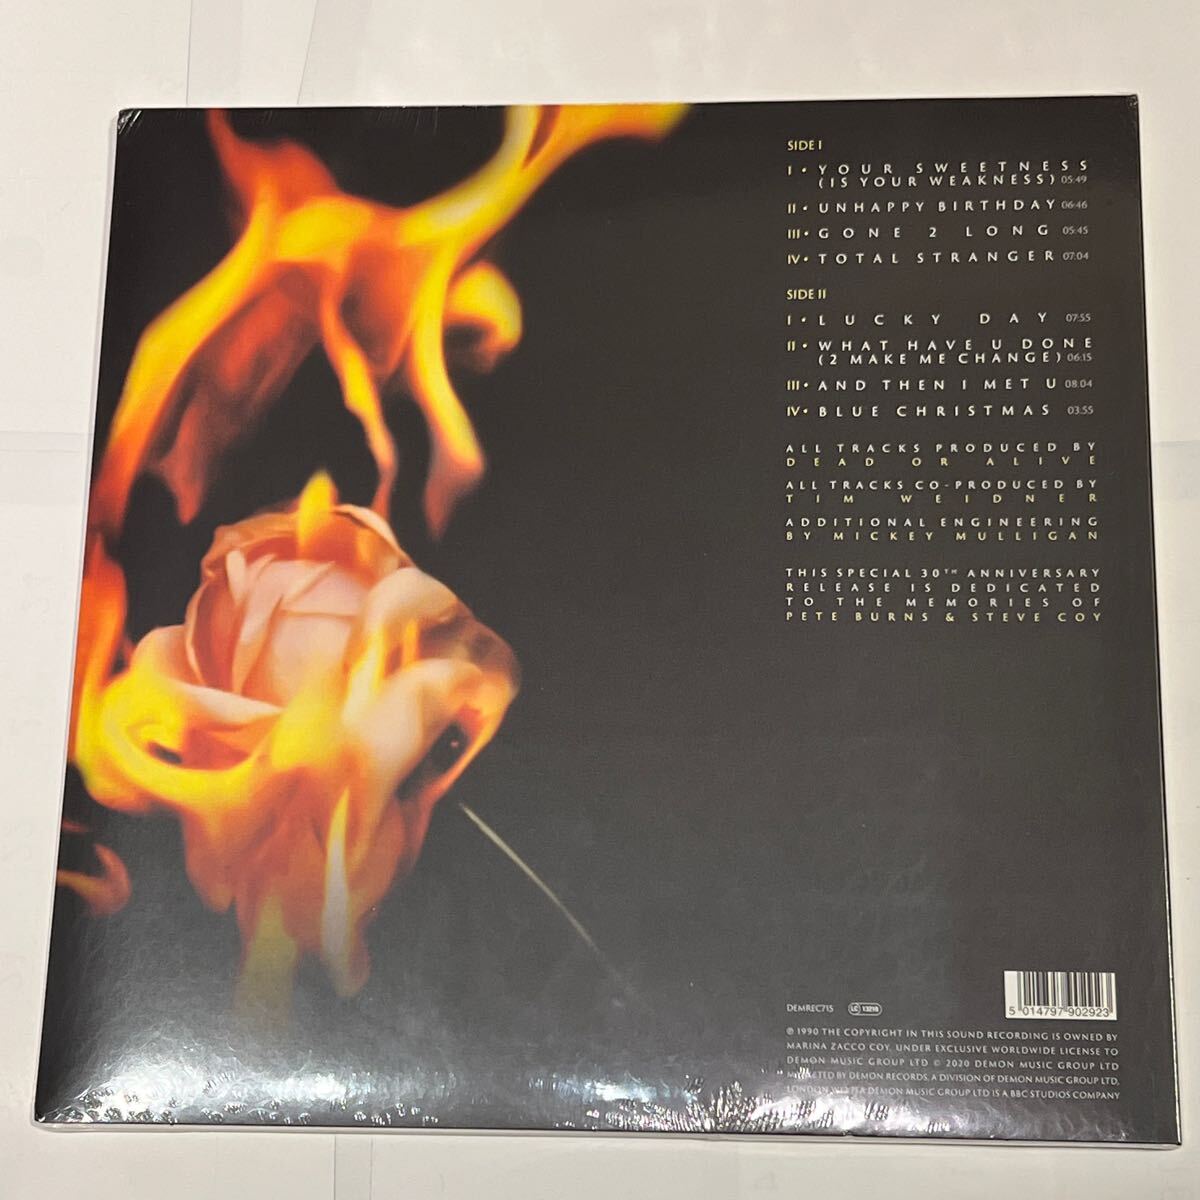 SIDE I
I • YOUR SWEETNESS
(IS YOUR WEAKNESS) 05:49
II • UNHAPPY BIRTHDAY 06:46
III • GONE 2 LONG 05:45
IV • TOTAL STRANGER 07:04
SIDE II
I • LUCKY DAY 07:55
II • WHAT HAVE U DONE
(2 MAKE ME CHANGE) 06:15
III • AND THEN I MET U 08:04
IV • BLUE CHRISTMAS 03:55
ALL TRACKS PRODUCED BY
DEAD OR ALIVE
ALL TRACKS CO-PRODUCED BY
TIM WEIDNER
ADDITIONAL ENGINEERING
BY MICKEY MULLIGAN
THIS SPECIAL 30TH ANNIVERSARY
RELEASE IS DEDICATED
TO THE MEMORIES OF
PETE BURNS & STEVE COY
DEMREC715 LC 13218
5 014797 902923
℗ 1990 THE COPYRIGHT IN THIS SOUND RECORDING IS OWNED BY
MARINA ZACCO COY, UNDER EXCLUSIVE WORLDWIDE LICENSE TO
DEMON MUSIC GROUP LTD © 2020 DEMON MUSIC GROUP LTD
MARKETED BY DEMON RECORDS, A DIVISION OF DEMON MUSIC GROUP LTD,
LONDON DEMON MUSIC GROUP LTD IS A BBC STUDIOS COMPANY